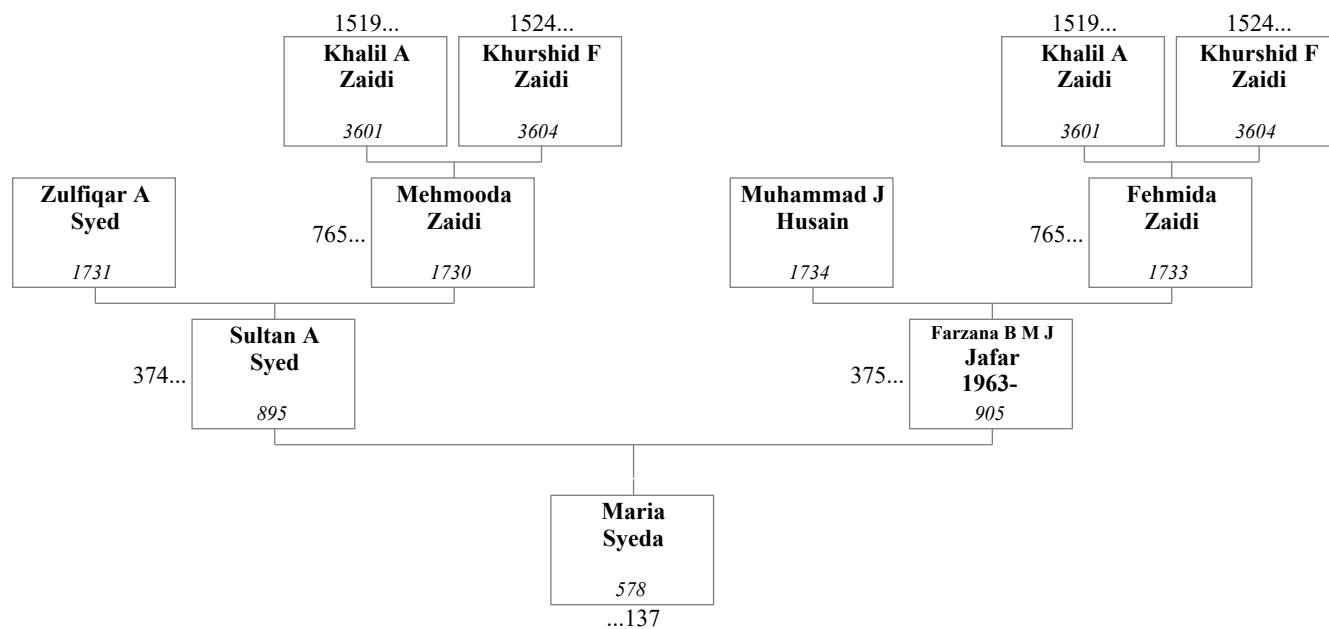 1519...
1524...
1519...
1524...
Khalil A
Zaidi
3601
Khurshid F
Zaidi
3604
Khalil A
Zaidi
3601
Khurshid F
Zaidi
3604
Zulfiqar A
Syed
1731
765...
Mehmooda
Zaidi
1730
Muhammad J
Husain
1734
765...
Fehmida
Zaidi
1733
374...
Sultan A
Syed
895
375...
Farzana B M J
Jafar
1963-
905
Maria
Syeda
578
...137